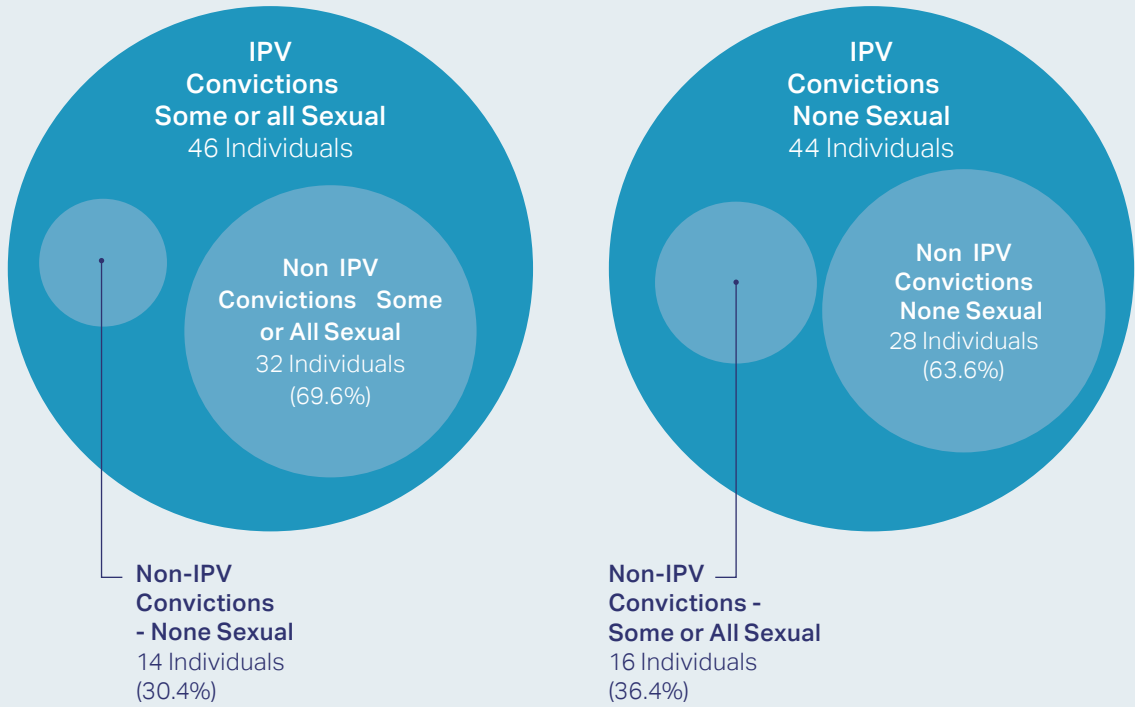 IPV
Convictions
Some or all Sexual
46 Individuals
Non IPV
Convictions Some
or All Sexual
32 Individuals
(69.6%)
Non-IPV
Convictions
- None Sexual
14 Individuals
(30.4%)
IPV
Convictions
None Sexual
44 Individuals
Non IPV
Convictions
None Sexual
28 Individuals
(63.6%)
Non-IPV
Convictions -
Some or All Sexual
16 Individuals
(36.4%)